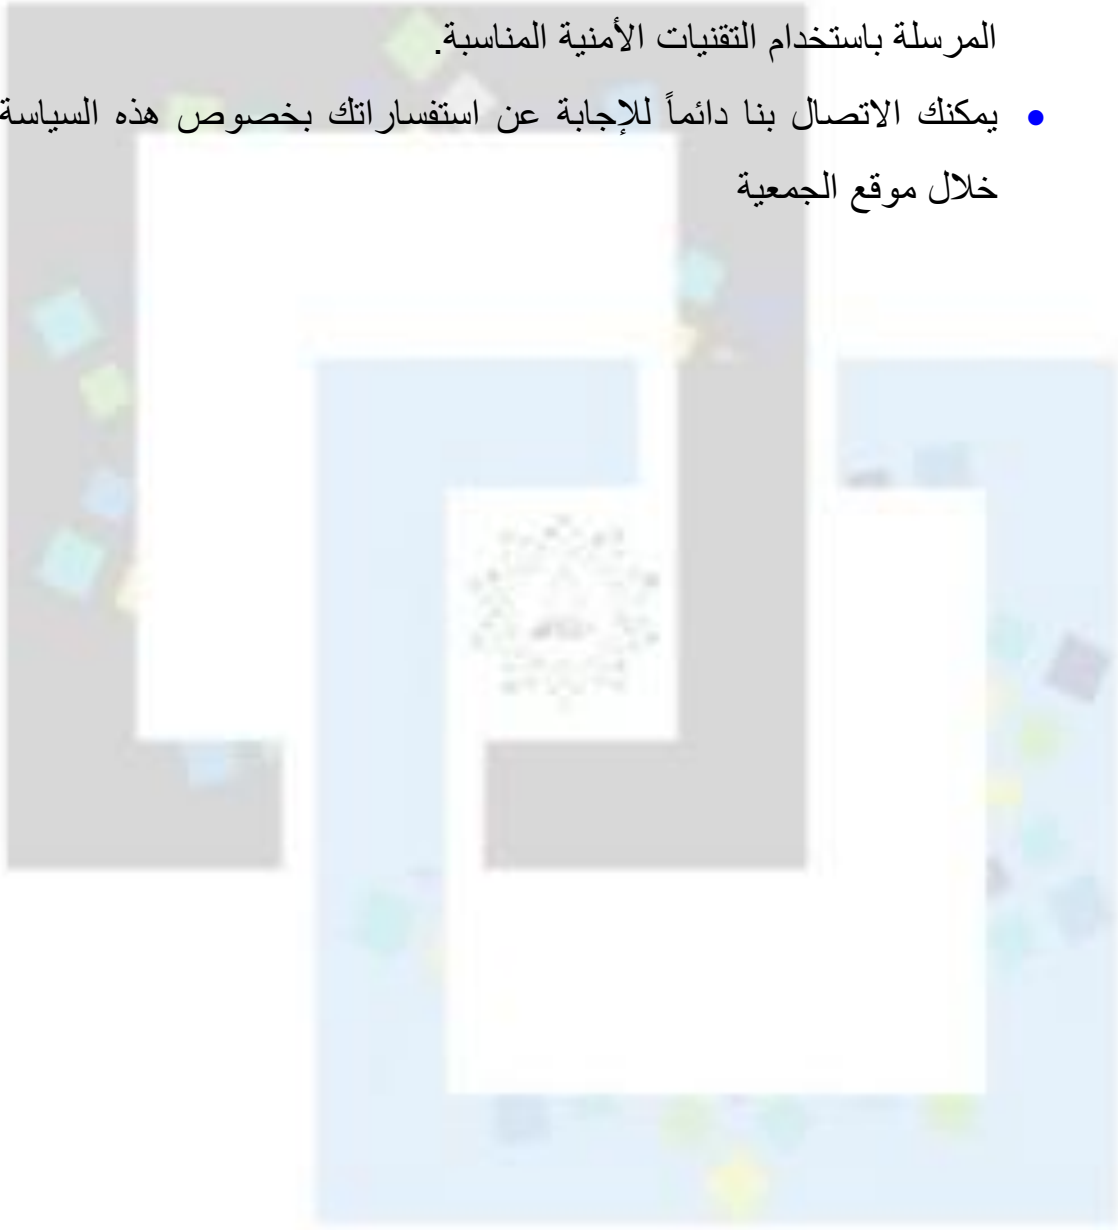 المرسلة باستخدام التقنيات الأمنية المناسبة.
• يمكنك الاتصال بنا دائماً للإجابة عن استفساراتك بخصوص هذه السياسة
خلال موقع الجمعية